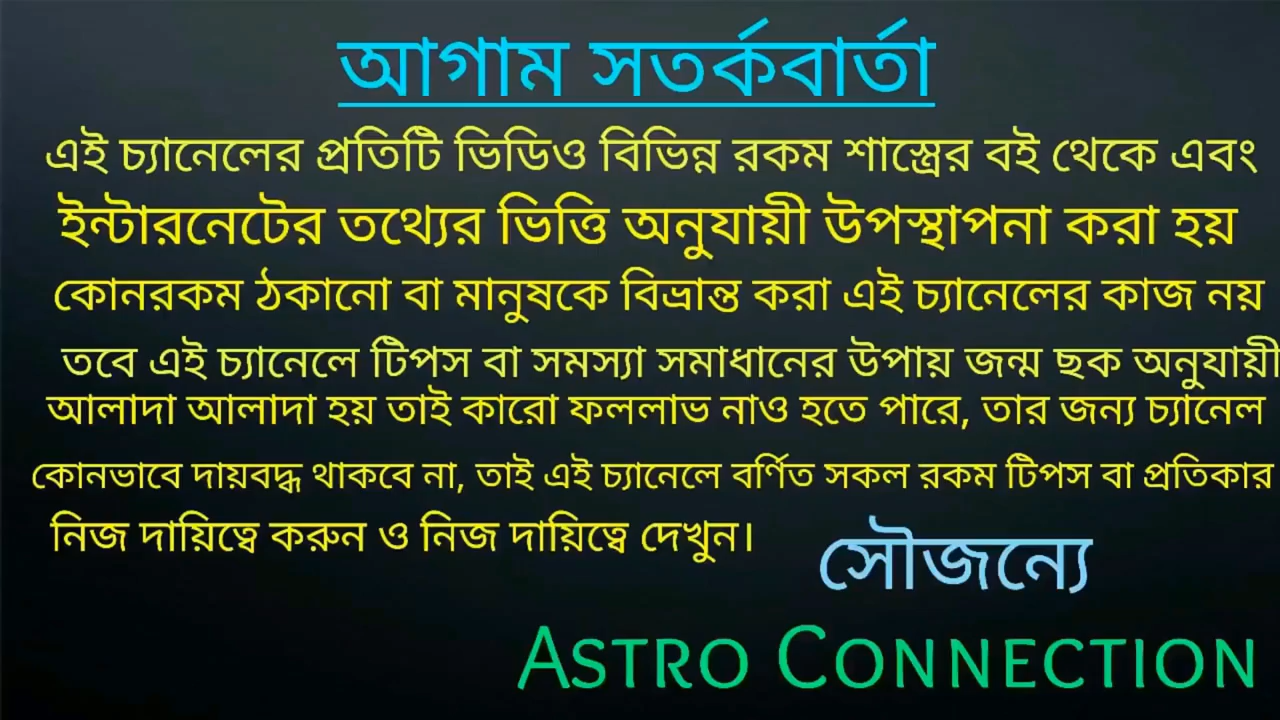 আগাম সতর্কবার্তা
এই চ্যানেলের প্রতিটি ভিডিও বিভিন্ন রকম শাস্ত্রের বই থেকে এবং
ইন্টারনেটের তথ্যের ভিত্তি অনুযায়ী উপস্থাপনা করা হয়
কোনরকম ঠকানো বা মানুষকে বিভ্রান্ত করা এই চ্যানেলের কাজ নয়
তবে এই চ্যানেলে টিপস বা সমস্যা সমাধানের উপায় জন্ম ছক অনুযায়ী
আলাদা আলাদা হয় তাই কারো ফললাভ নাও হতে পারে, তার জন্য চ্যানেল
কোনভাবে দায়বদ্ধ থাকবে না, তাই এই চ্যানেলে বর্ণিত সকল রকম টিপস বা প্রতিকার
নিজ দায়িত্বে করুন ও নিজ দায়িত্বে দেখুন।
সৌজন্যে
ASTRO CONNECTION